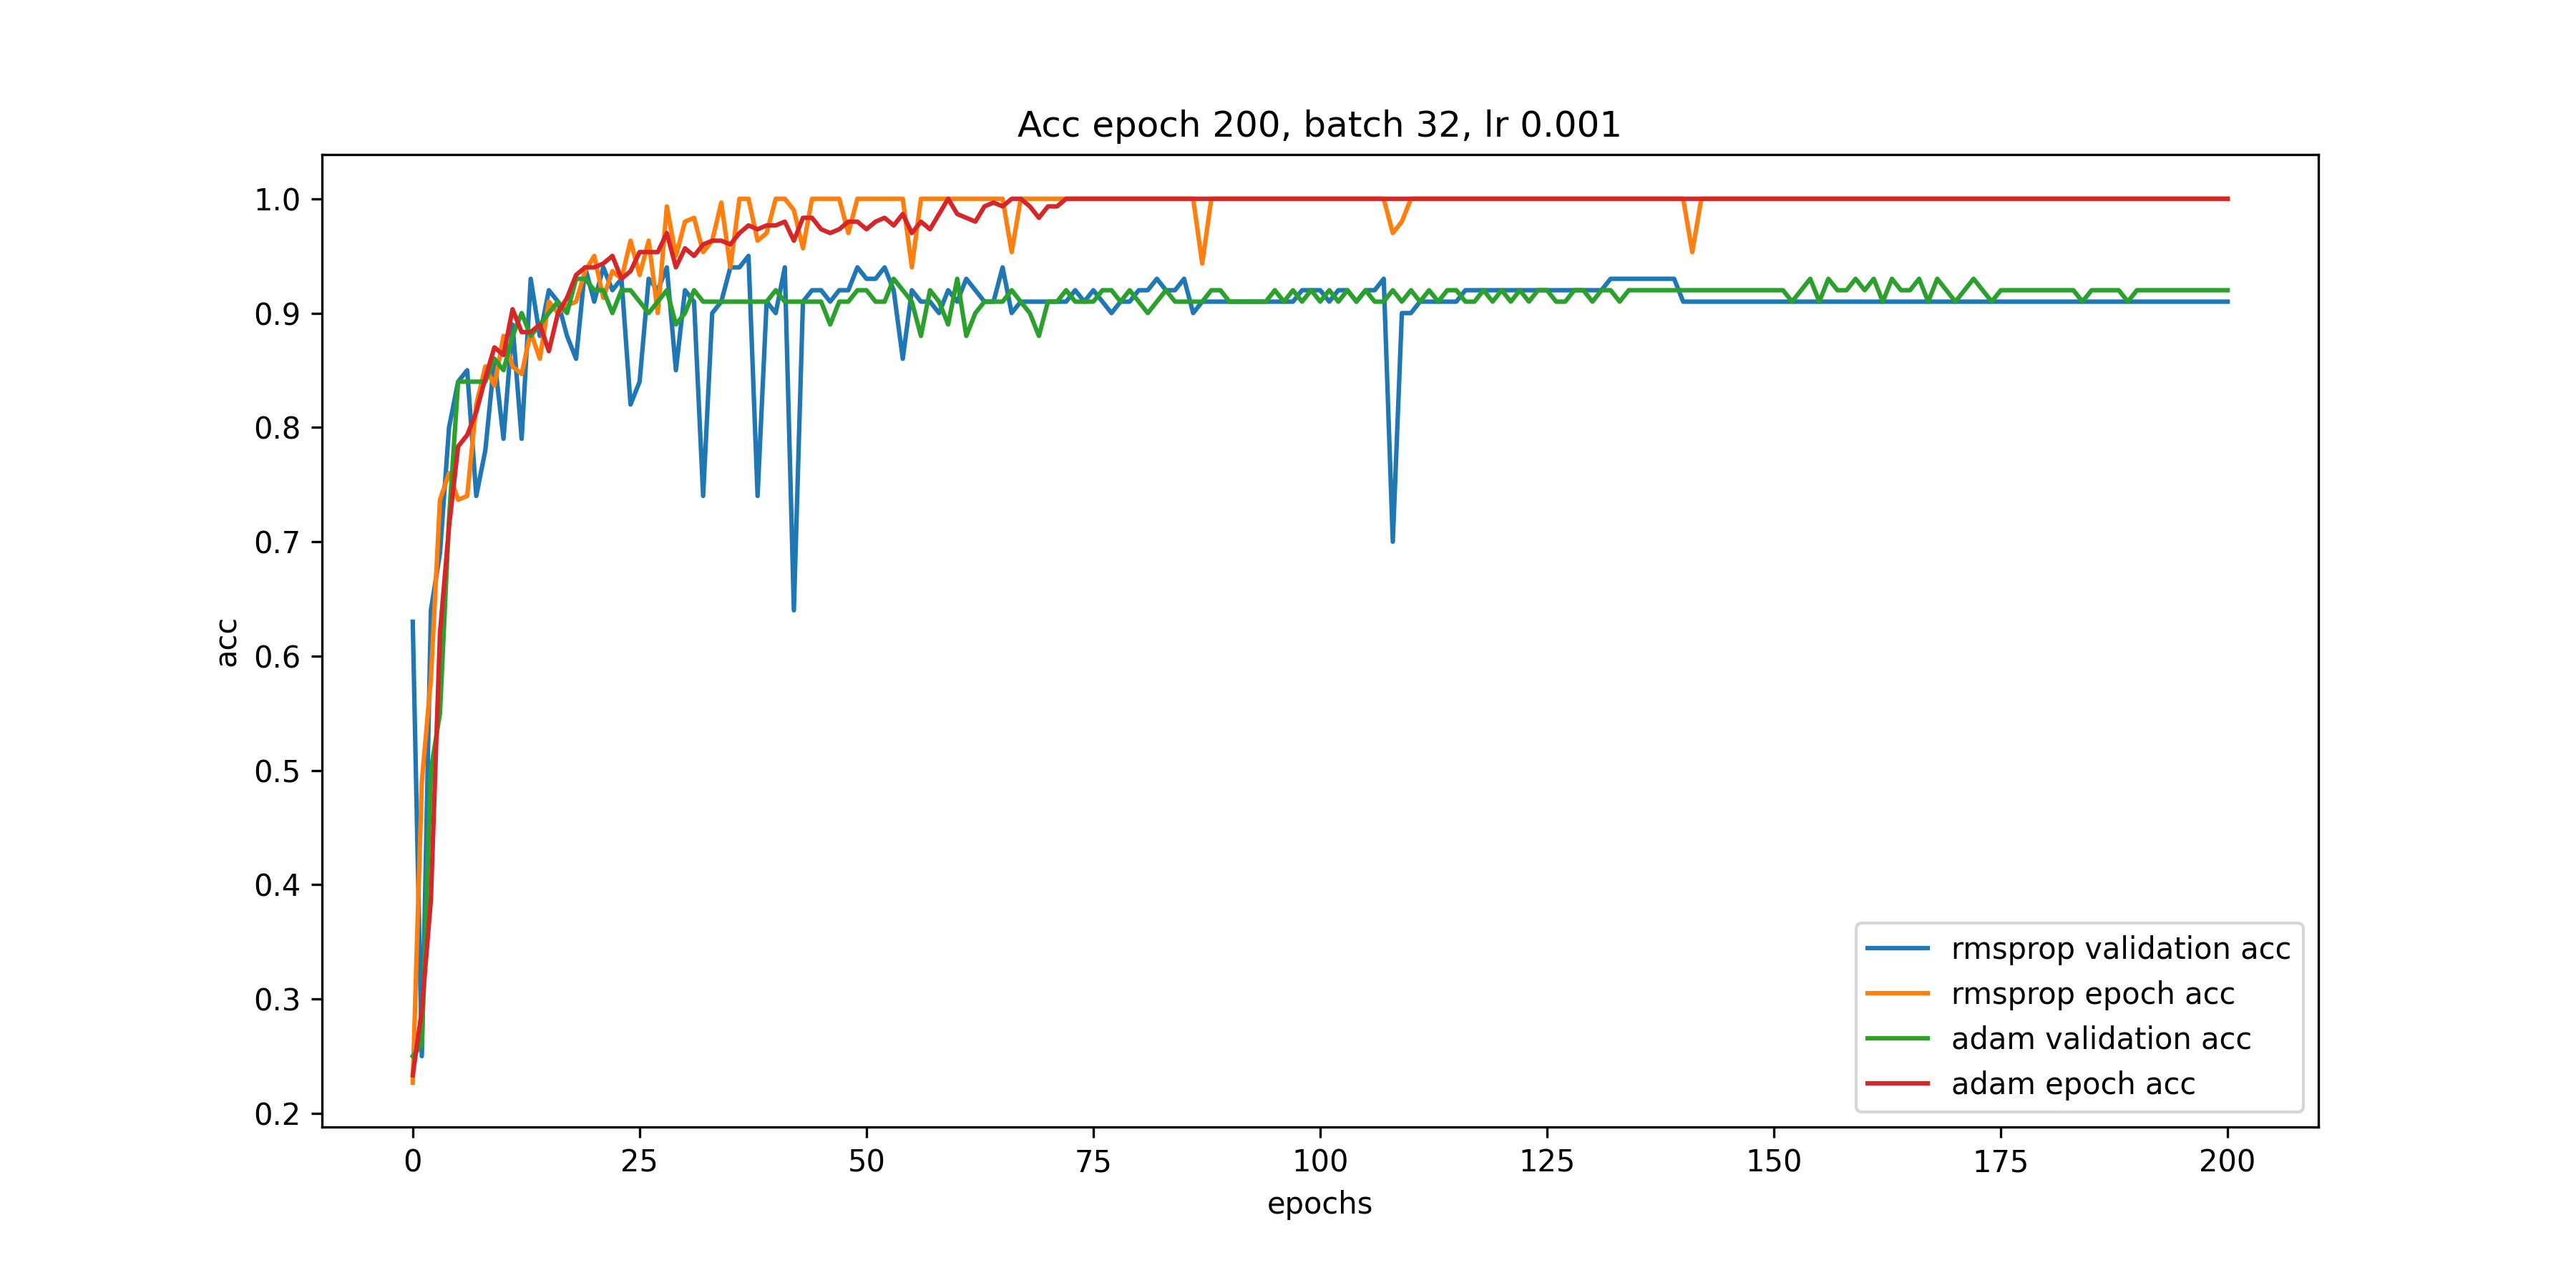 Acc epoch 200, batch 32, lr 0.001
1.0
0.9
0.8
0.7
0.6
0.5
0.4
0.3
0.2
acc
0 25 50 75 100 125 150 175 200
epochs
rmsprop validation acc
rmsprop epoch acc
adam validation acc
adam epoch acc